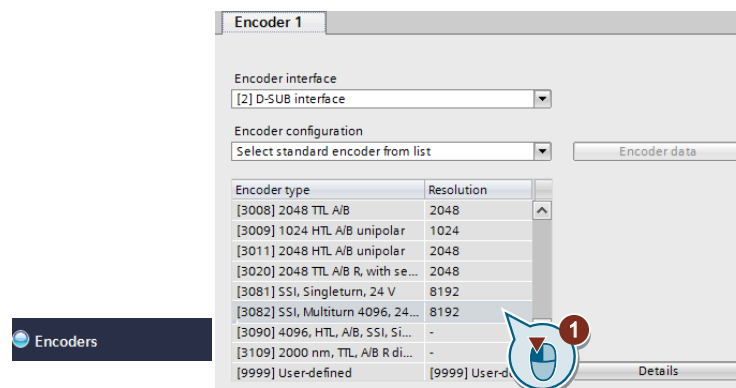 Encoder 1
Encoder interface
[2] D-SUB interface
Encoder configuration
Select standard encoder from list
Encoder data
Encoder type Resolution
[3008] 2048 TTL A/B 2048
[3009] 1024 HTL A/B unipolar 1024
[3011] 2048 HTL A/B unipolar 2048
[3020] 2048 TTL A/B R, with se... 2048
[3081] SSI, Singleturn, 24 V 8192
[3082] SSI, Multiturn 4096, 24... 8192
[3090] 4096, HTL, A/B, SSI, Si... -
1
Encoders
[3109] 2000 nm, TTL, A/B R di... -
[9999] User-defined [9999] User-d
Details